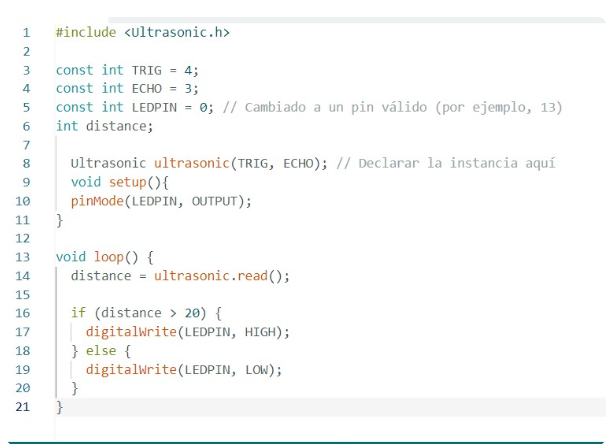 1 #include <Ultrasonic.h>
2
3 const int TRIG = 4;
4 const int ECHO = 3;
5 const int LEDPIN = 0; // Cambiado a un pin válido (por ejemplo, 13)
6 int distance;
7
8 Ultrasonic ultrasonic(TRIG, ECHO); // Declarar la instancia aquí
9 void setup(){
10 pinMode(LEDPIN, OUTPUT);
11 }
12
13 void loop() {
14 distance = ultrasonic.read();
15
16 if (distance > 20) {
17 digitalWrite(LEDPIN, HIGH);
18 } else {
19 digitalWrite(LEDPIN, LOW);
20 }
21 }